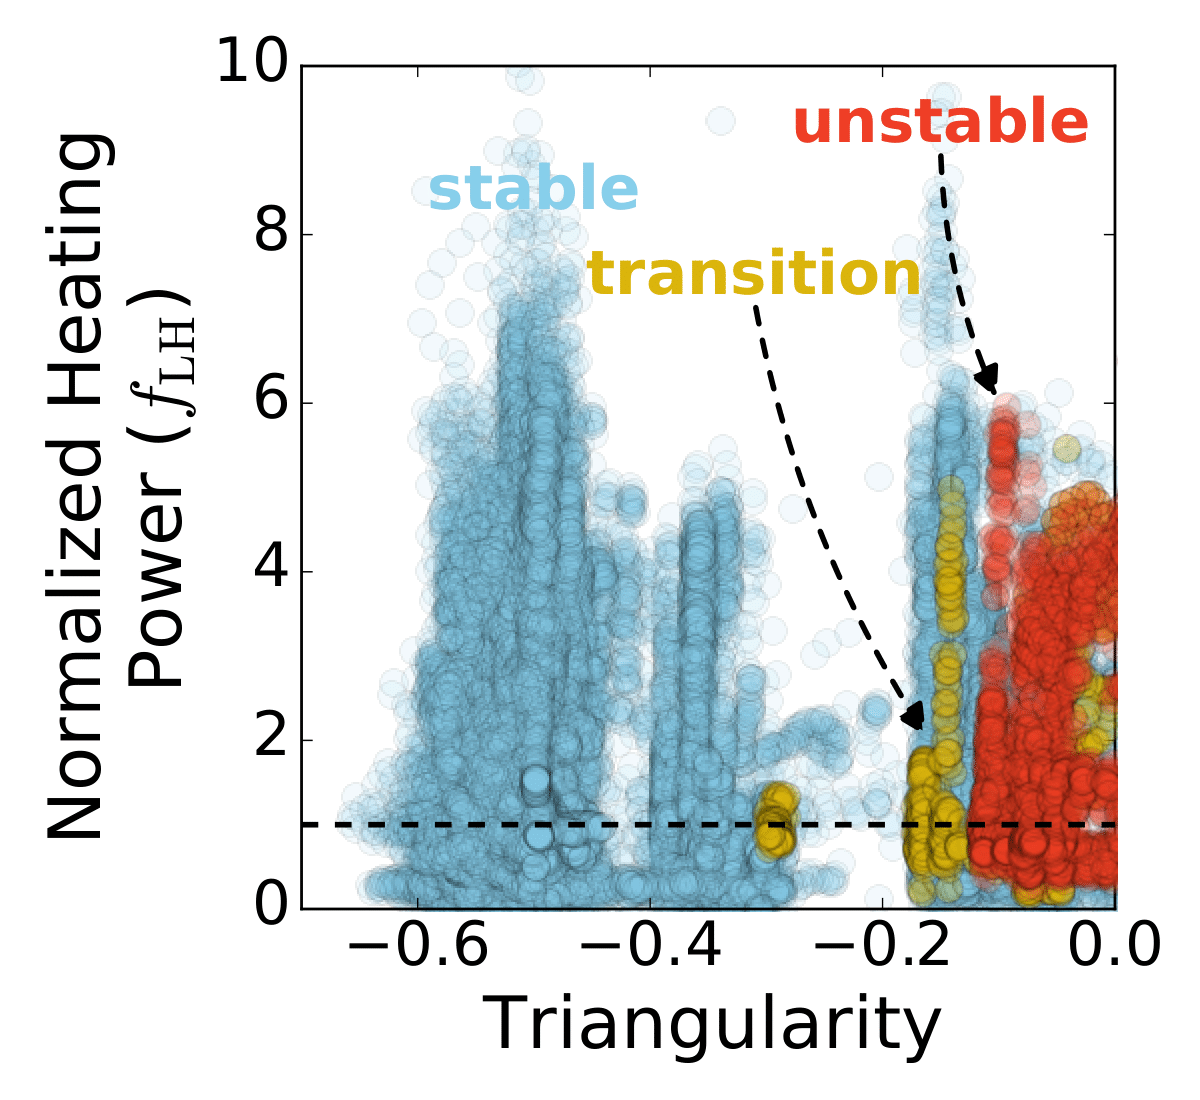 Normalized Heating
Power (f_LH)
10
8
6
4
2
0
unstable
stable
transition
−0.6
−0.4
−0.2
0.0
Triangularity